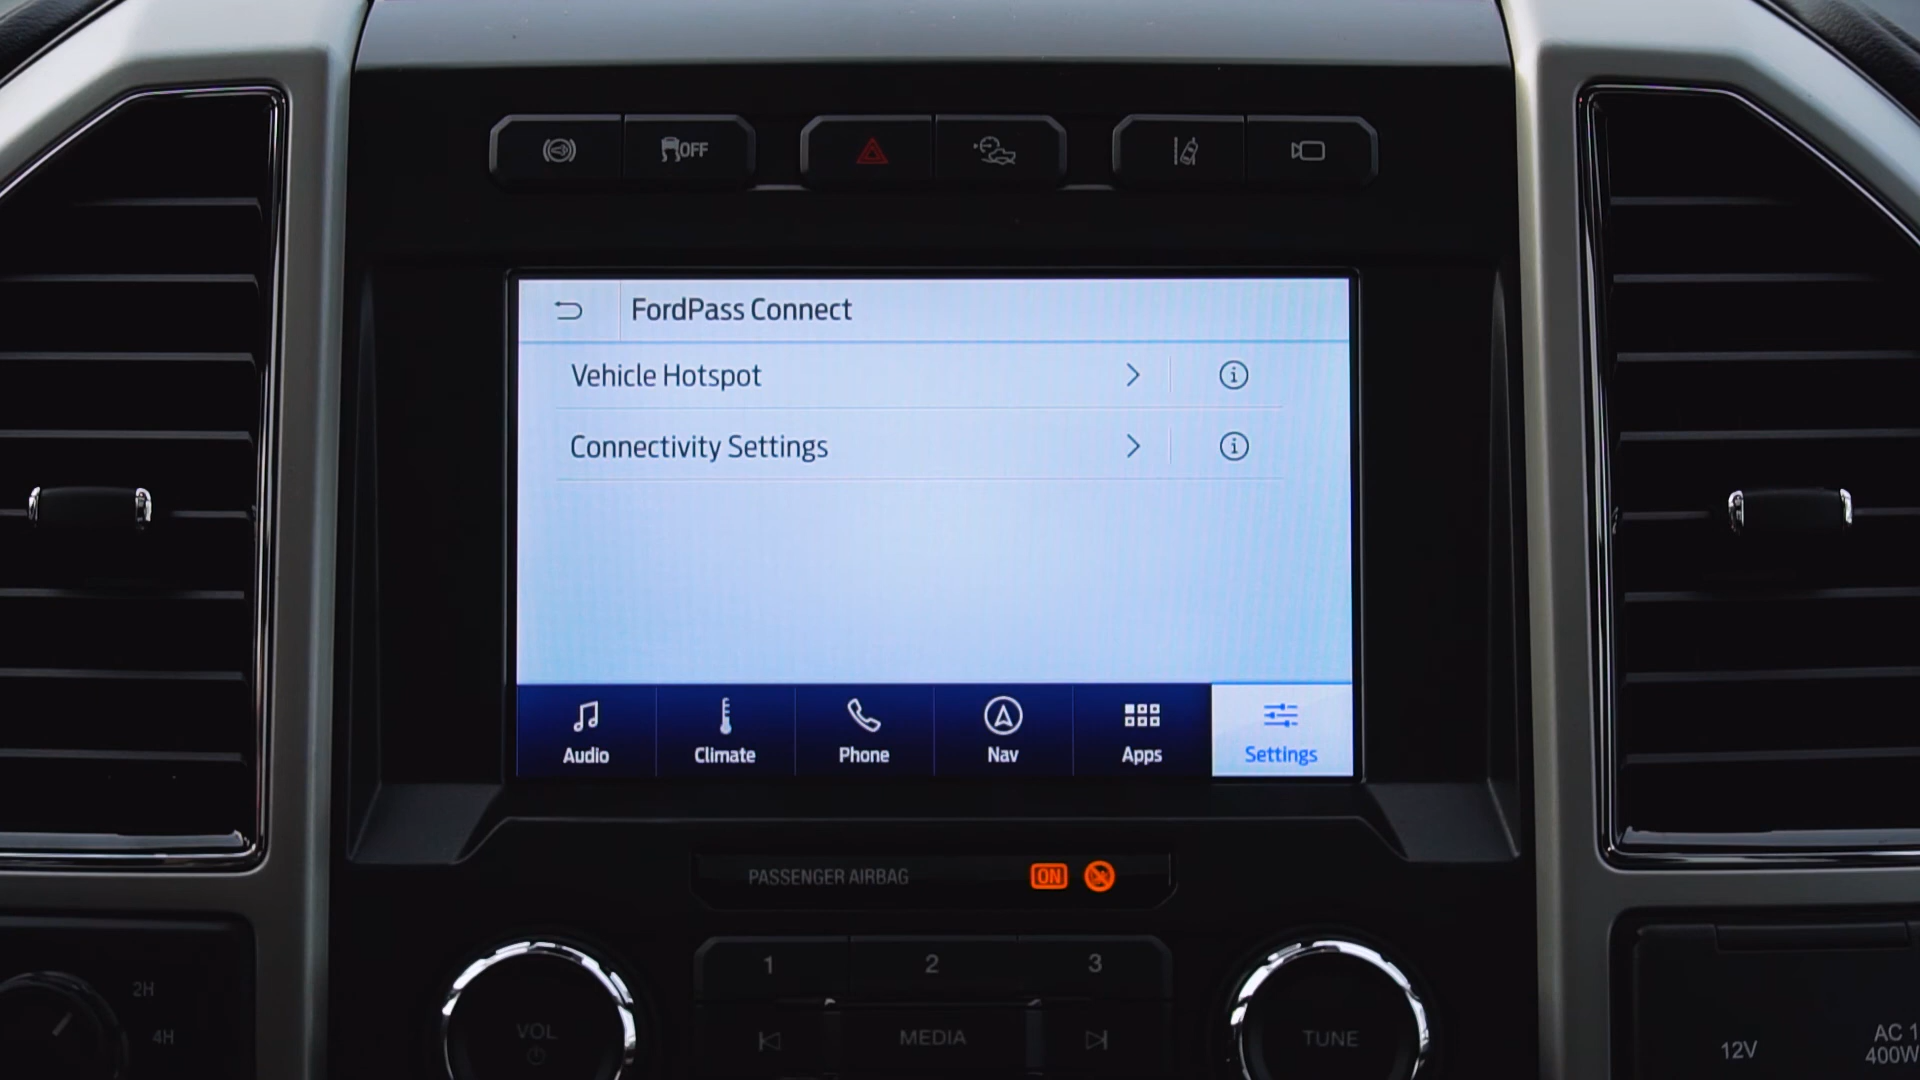 OFF
FordPass Connect
Vehicle Hotspot
Connectivity Settings
Audio
Climate
Phone
Nav
Apps
Settings
PASSENGER AIRBAG ON
1 2 3
2H
4H
VOL
MEDIA
TUNE
12V
AC 1
400W